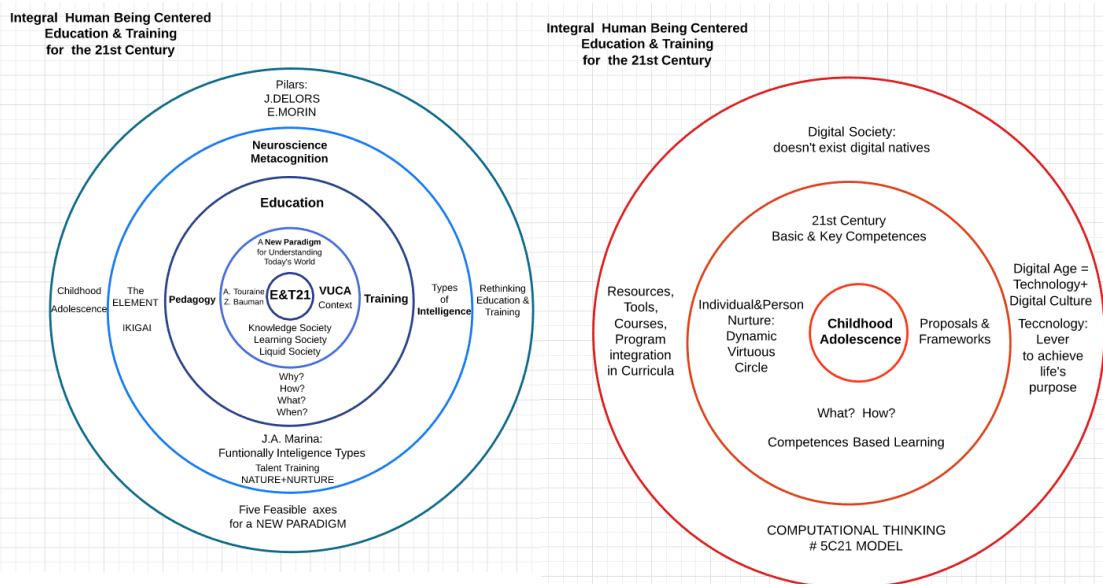 Integral Human Being Centered
Education & Training
for the 21st Century
Pilars:
J.DELORS
E.MORIN
Neuroscience
Metacognition
Education
A New Paradigm
for Understanding
Today's World
A. Touraine
Z. Bauman
E&T21
VUCA
Context
Knowledge Society
Learning Society
Liquid Society
Pedagogy
Training
Why?
How?
What?
When?
The
ELEMENT
IKIGAI
Types
of
Intelligence
J.A. Marina:
Funtionally Inteligence Types
Talent Training
NATURE+NURTURE
Childhood
Adolescence
Rethinking
Education &
Training
Five Feasible axes
for a NEW PARADIGM
Integral Human Being Centered
Education & Training
for the 21st Century
Digital Society:
doesn't exist digital natives
21st Century
Basic & Key Competences
Individual&Person
Nurture:
Dynamic
Virtuous
Circle
Childhood
Adolescence
Proposals &
Frameworks
What? How?
Competences Based Learning
Resources,
Tools,
Courses,
Program
integration
in Curricula
Digital Age =
Technology+
Digital Culture
Tecnnology:
Lever
to achieve
life's
purpose
COMPUTATIONAL THINKING
# 5C21 MODEL